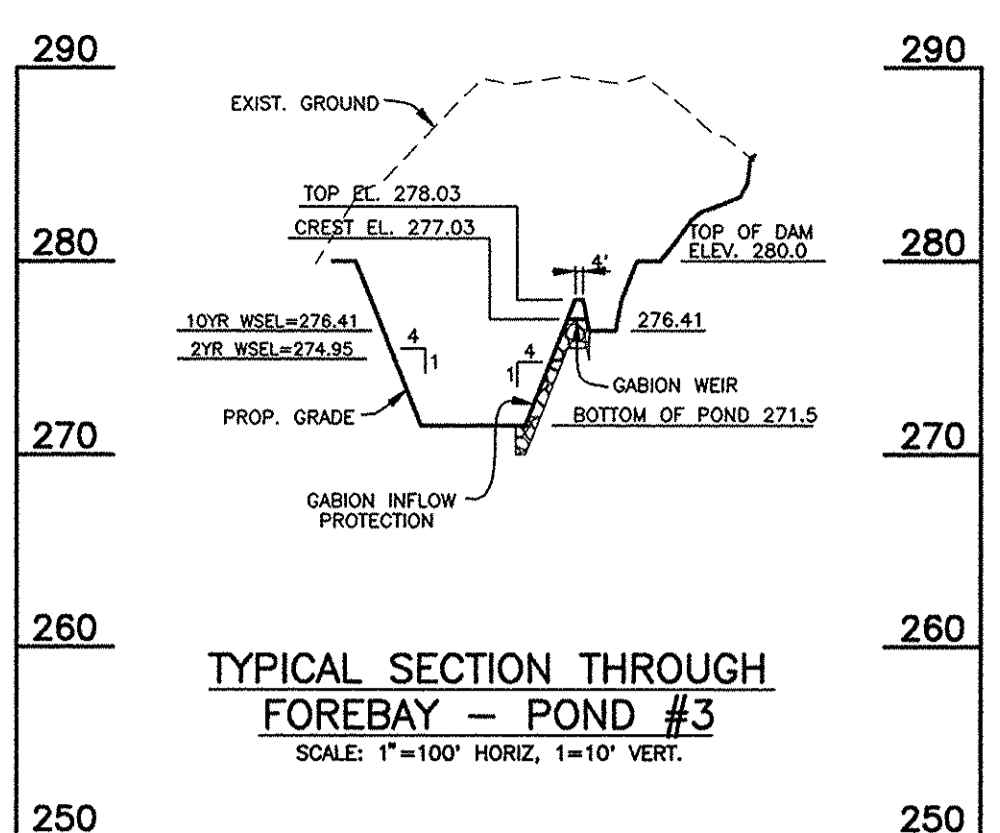 290
290
EXIST. GROUND
TOP EL. 278.03
CREST EL. 277.03
TOP OF DAM
ELEV. 280.0
280
280
4'
10YR WSEL=276.41
276.41
2YR WSEL=274.95
4
1
4
1
GABION WEIR
PROP. GRADE
BOTTOM OF POND 271.5
270
270
GABION INFLOW
PROTECTION
260
260
TYPICAL SECTION THROUGH
FOREBAY – POND #3
SCALE: 1"=100' HORIZ, 1=10' VERT.
250
250